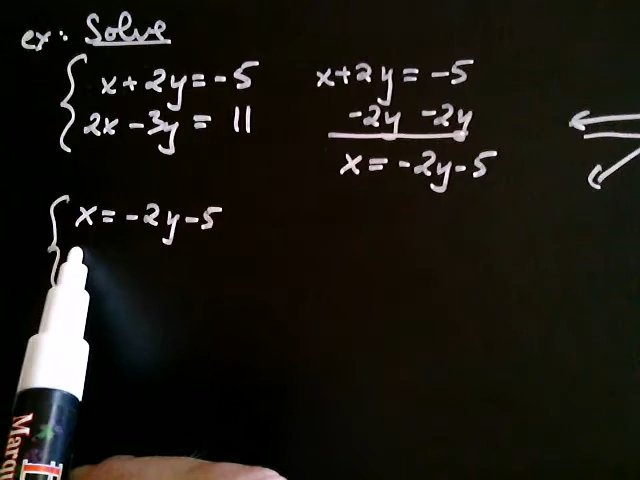 ex: Solve
x + 2y = -5
2x - 3y = 11
x + 2y = -5
-2y -2y
x = -2y - 5
x = -2y - 5